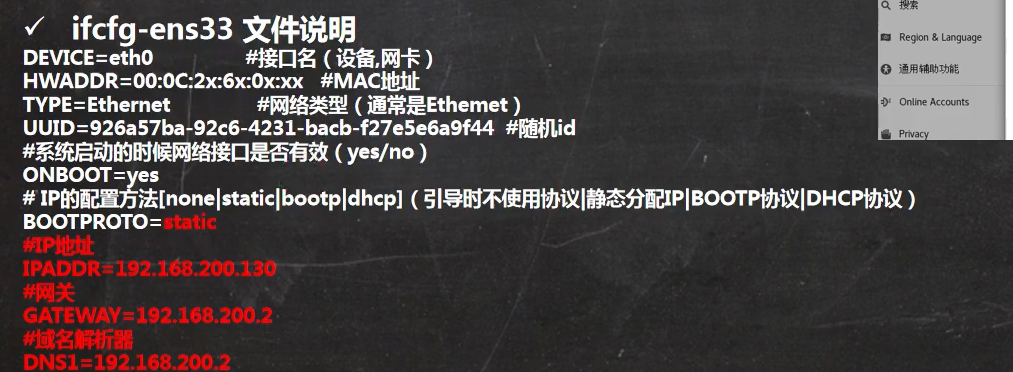 ✓ ifcfg-ens33 文件说明
DEVICE=eth0 #接口名（设备,网卡）
HWADDR=00:0C:2x:6x:0x:xx #MAC地址
TYPE=Ethernet #网络类型（通常是Ethemet）
UUID=926a57ba-92c6-4231-bacb-f27e5e6a9f44 #随机id
#系统启动的时候网络接口是否有效（yes/no）
ONBOOT=yes
# IP的配置方法[none|static|bootp|dhcp]（引导时不使用协议|静态分配IP|BOOTP协议|DHCP协议）
BOOTPROTO=static
#IP地址
IPADDR=192.168.200.130
#网关
GATEWAY=192.168.200.2
#域名解析器
DNS1=192.168.200.2
搜索
Region & Language
通用辅助功能
Online Accounts
Privacy